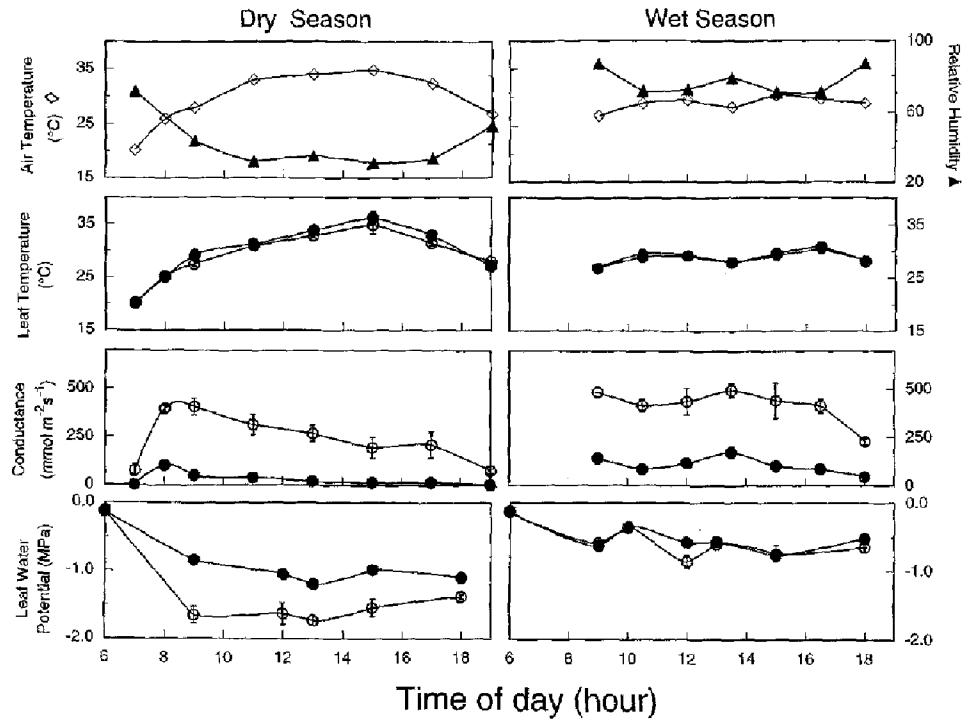 Dry Season
Wet Season
Air Temperature
(°C) ◇
35
25
15
100
60
20
Relative Humidity ▲
Leaf Temperature
(°C)
35
25
15
35
25
15
Conductance
(mmol m⁻²s⁻¹)
500
250
0
500
250
0
Leaf Water
Potential (MPa)
0.0
-1.0
-2.0
0.0
-1.0
-2.0
6 8 10 12 14 16 18
6 8 10 12 14 16 18
Time of day (hour)